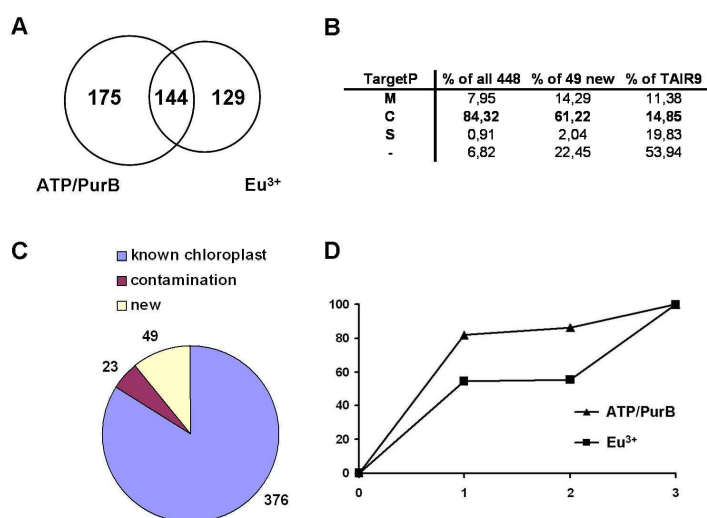 A
175 144 129
ATP/PurB Eu³⁺
B
TargetP % of all 448 % of 49 new % of TAIR9
M 7,95 14,29 11,38
C 84,32 61,22 14,85
S 0,91 2,04 19,83
- 6,82 22,45 53,94
C
known chloroplast
contamination
new
49
23
376
D
100
80
60
40
20
0
ATP/PurB
Eu³⁺
0 1 2 3